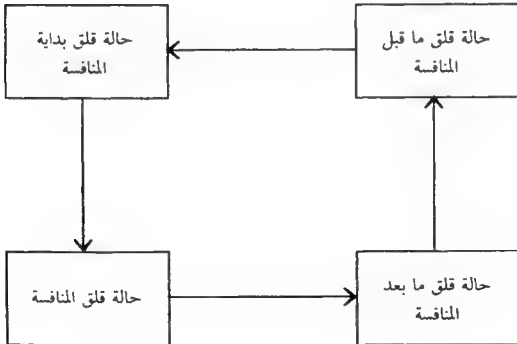 حالة قلق ما قبل
المنافسة
حالة قلق بداية
المنافسة
حالة قلق المنافسة
حالة قلق ما بعد
المنافسة